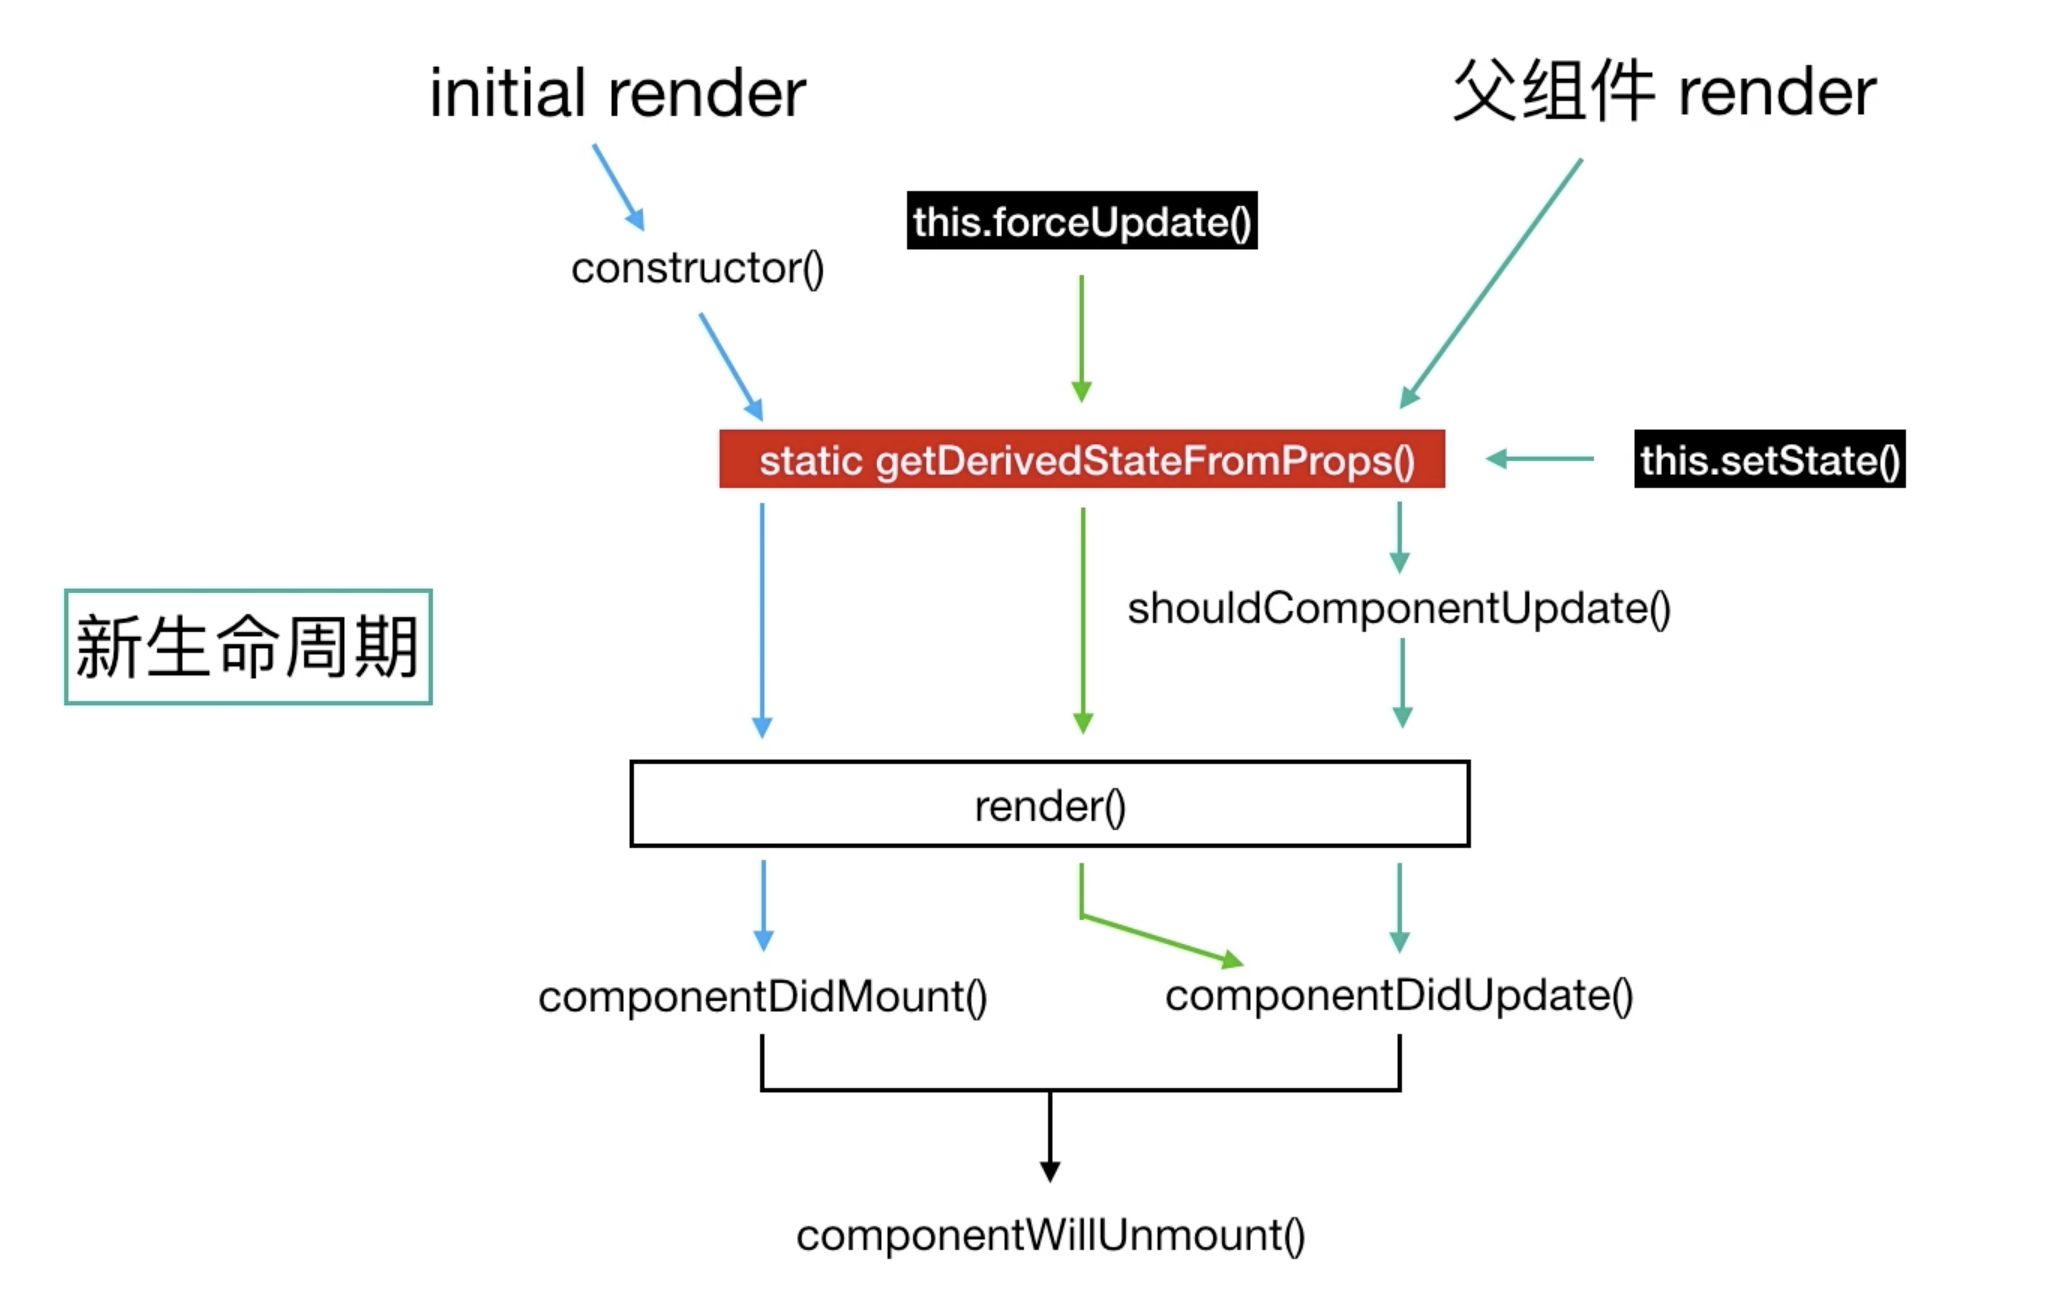 initial render
父组件 render
this.forceUpdate()
constructor()
static getDerivedStateFromProps()
this.setState()
shouldComponentUpdate()
新生命周期
render()
componentDidMount()
componentDidUpdate()
componentWillUnmount()